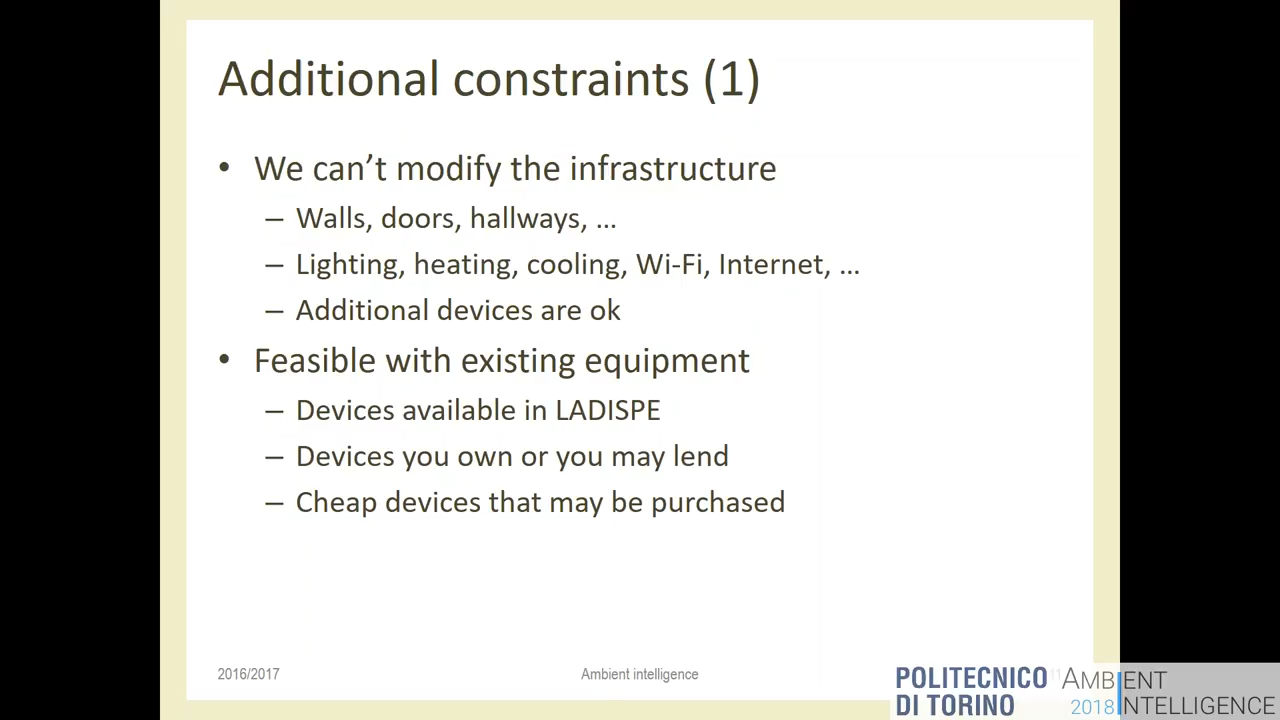 Additional constraints (1)
• We can’t modify the infrastructure
– Walls, doors, hallways, …
– Lighting, heating, cooling, Wi-Fi, Internet, …
– Additional devices are ok
• Feasible with existing equipment
– Devices available in LADISPE
– Devices you own or you may lend
– Cheap devices that may be purchased
2016/2017
Ambient intelligence
POLITECNICO
DI TORINO
AMBIENT
2018 INTELLIGENCE